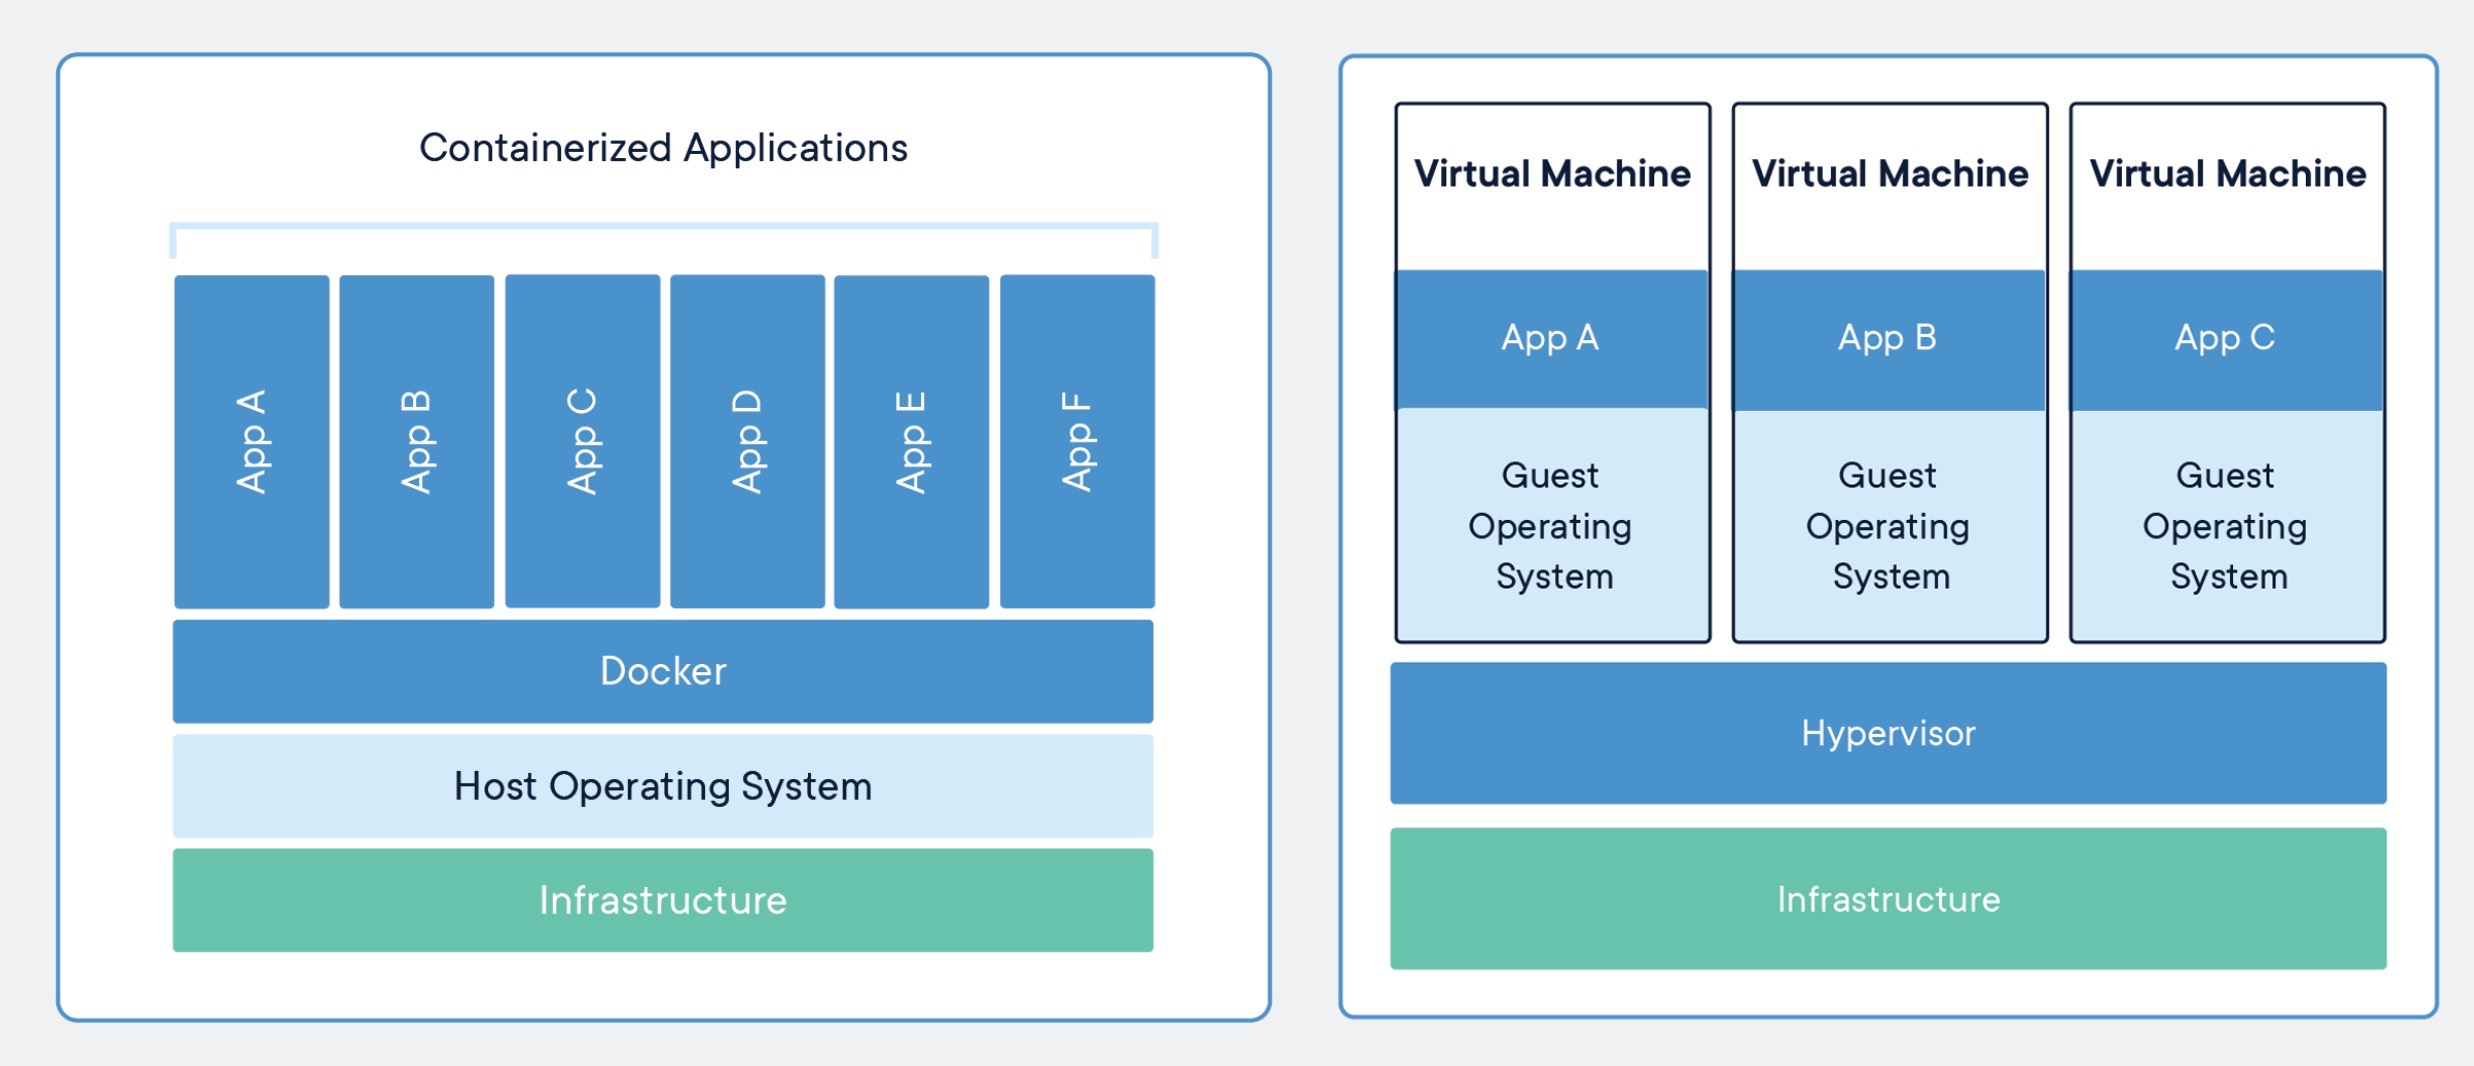 Containerized Applications
App A
App B
App C
App D
App E
App F
Docker
Host Operating System
Infrastructure
Virtual Machine
App A
Guest
Operating
System
Virtual Machine
App B
Guest
Operating
System
Virtual Machine
App C
Guest
Operating
System
Hypervisor
Infrastructure